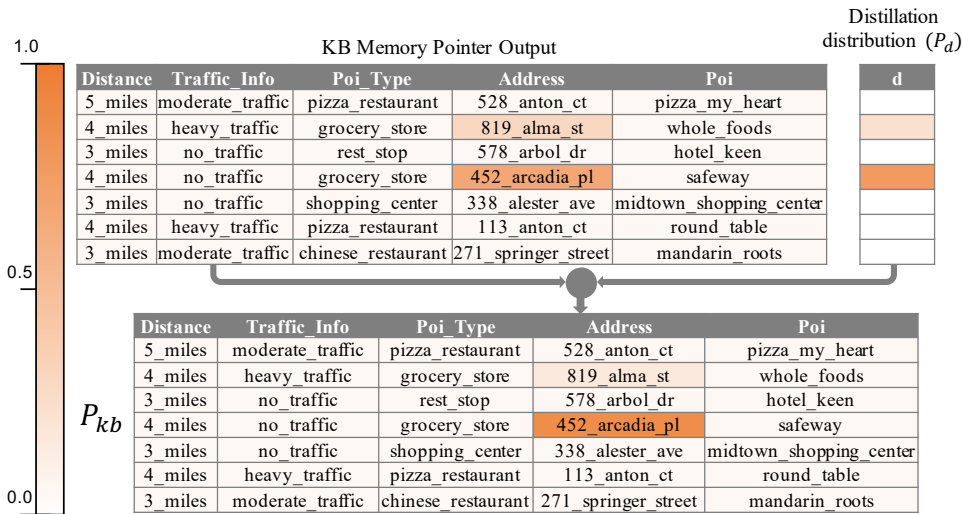 Distillation
distribution (P_d)
KB Memory Pointer Output
1.0
0.5
0.0
Distance Traffic_Info Poi_Type Address Poi d
5_miles moderate_traffic pizza_restaurant 528_anton_ct pizza_my_heart
4_miles heavy_traffic grocery_store 819_alma_st whole_foods
3_miles no_traffic rest_stop 578_arbol_dr hotel_keen
4_miles no_traffic grocery_store 452_arcadia_pl safeway
3_miles no_traffic shopping_center 338_alester_ave midtown_shopping_center
4_miles heavy_traffic pizza_restaurant 113_anton_ct round_table
3_miles moderate_traffic chinese_restaurant 271_springer_street mandarin_roots
P_kb
Distance Traffic_Info Poi_Type Address Poi
5_miles moderate_traffic pizza_restaurant 528_anton_ct pizza_my_heart
4_miles heavy_traffic grocery_store 819_alma_st whole_foods
3_miles no_traffic rest_stop 578_arbol_dr hotel_keen
4_miles no_traffic grocery_store 452_arcadia_pl safeway
3_miles no_traffic shopping_center 338_alester_ave midtown_shopping_center
4_miles heavy_traffic pizza_restaurant 113_anton_ct round_table
3_miles moderate_traffic chinese_restaurant 271_springer_street mandarin_roots